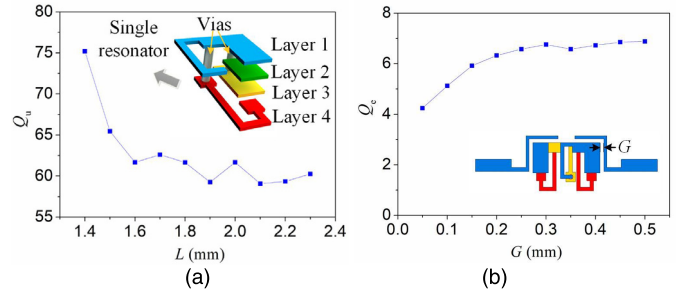 (a)
80
75
70
65
60
55
Qu
1.4 1.6 1.8 2.0 2.2 2.4
L (mm)
Single
resonator
Vias
Layer 1
Layer 2
Layer 3
Layer 4
(a)
8
6
4
2
0
Qe
(b)
G
0.0 0.1 0.2 0.3 0.4 0.5
G (mm)
(b)